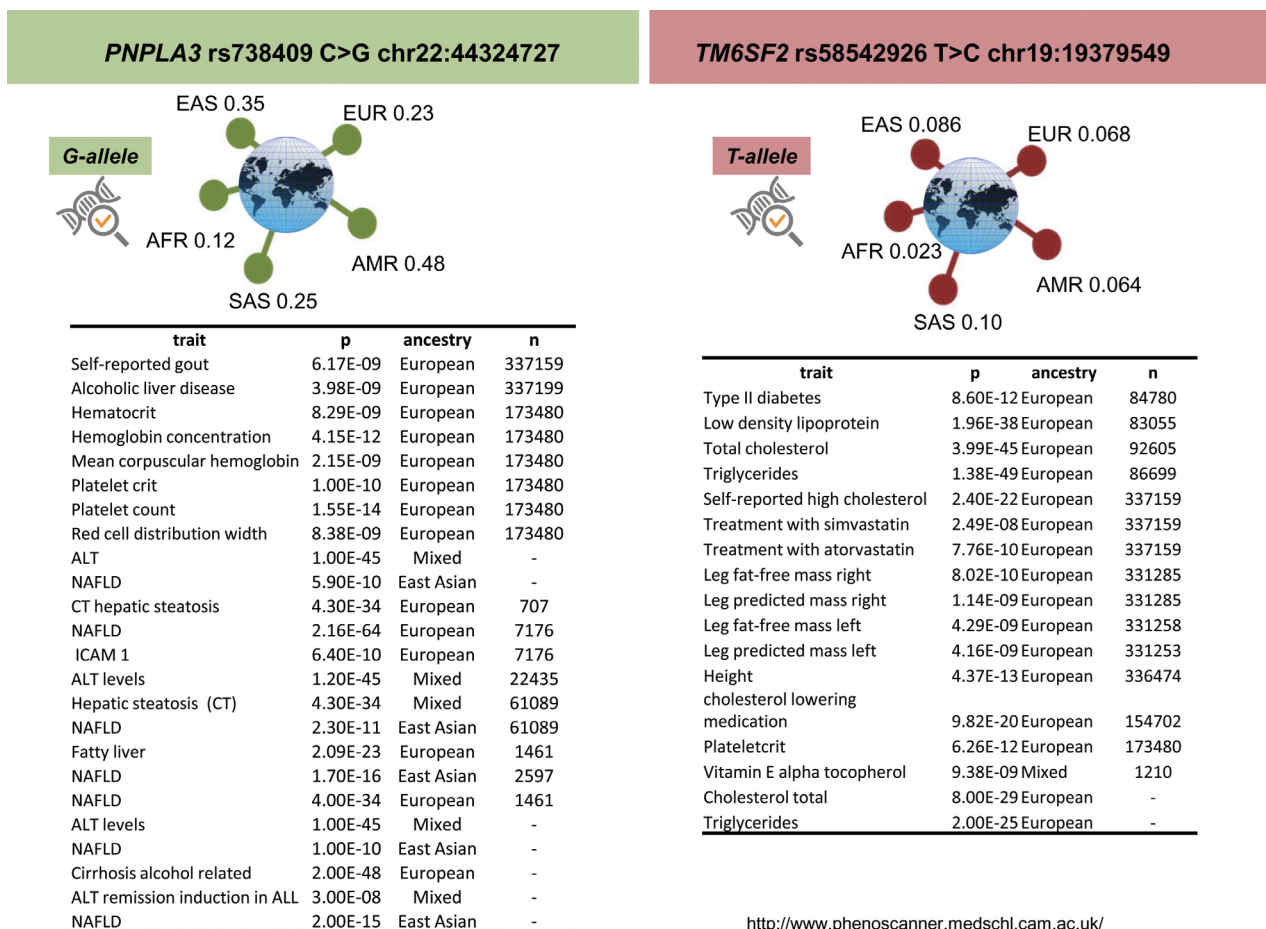 PNPLA3 rs738409 C>G chr22:44324727
EAS 0.35
EUR 0.23
G-allele
AFR 0.12
AMR 0.48
SAS 0.25
trait p ancestry n
Self-reported gout 6.17E-09 European 337159
Alcoholic liver disease 3.98E-09 European 337199
Hematocrit 8.29E-09 European 173480
Hemoglobin concentration 4.15E-12 European 173480
Mean corpuscular hemoglobin 2.15E-09 European 173480
Platelet crit 1.00E-10 European 173480
Platelet count 1.55E-14 European 173480
Red cell distribution width 8.38E-09 European 173480
ALT 1.00E-45 Mixed -
NAFLD 5.90E-10 East Asian -
CT hepatic steatosis 4.30E-34 European 707
NAFLD 2.16E-64 European 7176
ICAM 1 6.40E-10 European 7176
ALT levels 1.20E-45 Mixed 22435
Hepatic steatosis (CT) 4.30E-34 Mixed 61089
NAFLD 2.30E-11 East Asian 61089
Fatty liver 2.09E-23 European 1461
NAFLD 1.70E-16 East Asian 2597
NAFLD 4.00E-34 European 1461
ALT levels 1.00E-45 Mixed -
NAFLD 1.00E-10 East Asian -
Cirrhosis alcohol related 2.00E-48 European -
ALT remission induction in ALL 3.00E-08 Mixed -
NAFLD 2.00E-15 East Asian -
TM6SF2 rs58542926 T>C chr19:19379549
EAS 0.086
EUR 0.068
T-allele
AFR 0.023
AMR 0.064
SAS 0.10
trait p ancestry n
Type II diabetes 8.60E-12 European 84780
Low density lipoprotein 1.96E-38 European 83055
Total cholesterol 3.99E-45 European 92605
Triglycerides 1.38E-49 European 86699
Self-reported high cholesterol 2.40E-22 European 337159
Treatment with simvastatin 2.49E-08 European 337159
Treatment with atorvastatin 7.76E-10 European 337159
Leg fat-free mass right 8.02E-10 European 331285
Leg predicted mass right 1.14E-09 European 331285
Leg fat-free mass left 4.29E-09 European 331258
Leg predicted mass left 4.16E-09 European 331253
Height 4.37E-13 European 336474
cholesterol lowering
medication 9.82E-20 European 154702
Plateletcrit 6.26E-12 European 173480
Vitamin E alpha tocopherol 9.38E-09 Mixed 1210
Cholesterol total 8.00E-29 European -
Triglycerides 2.00E-25 European -
http://www.phenoscanner.medschl.cam.ac.uk/